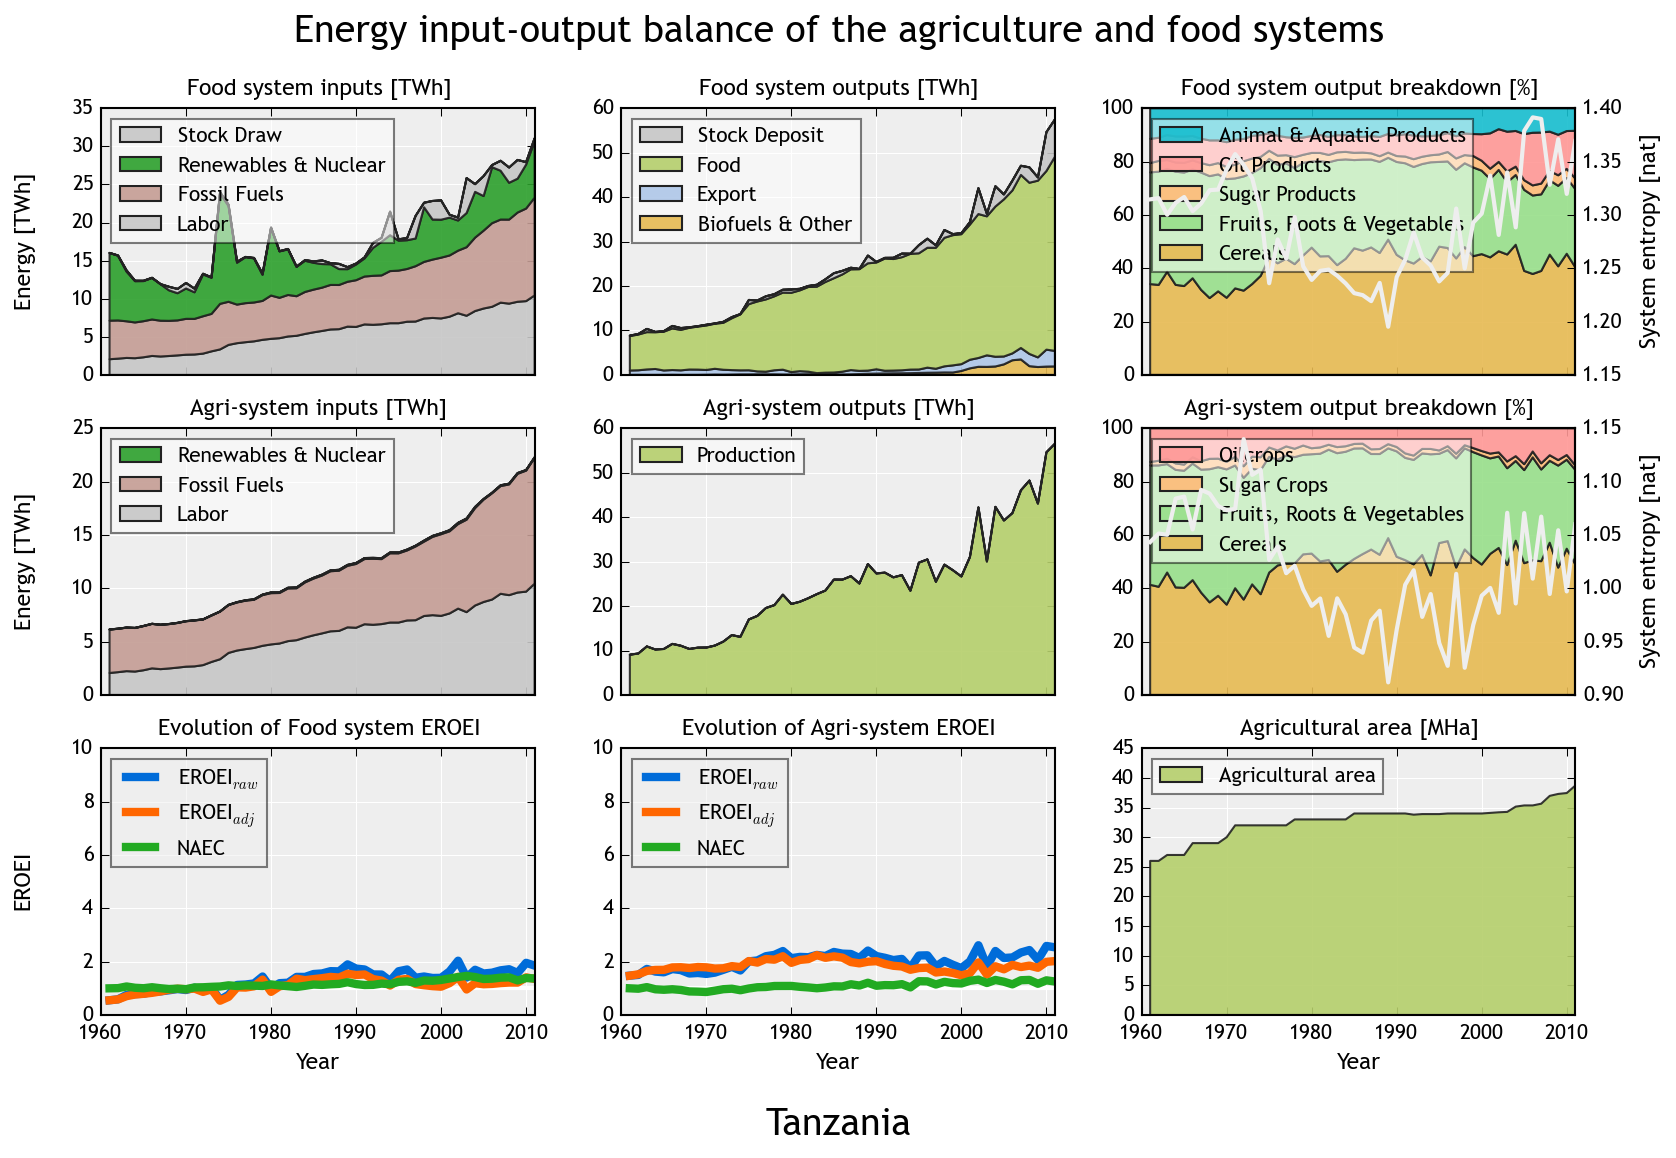 Energy input-output balance of the agriculture and food systems
Food system inputs [TWh]
Food system outputs [TWh]
Food system output breakdown [%]
Energy [TWh]
35
30
25
20
15
10
5
0
Stock Draw
Renewables & Nuclear
Fossil Fuels
Labor
60
50
40
30
20
10
0
Stock Deposit
Food
Export
Biofuels & Other
100
80
60
40
20
0
Animal & Aquatic Products
Oil Products
Sugar Products
Fruits, Roots & Vegetables
Cereals
1.40
1.35
1.30
1.25
1.20
1.15
System entropy [nat]
Agri-system inputs [TWh]
Agri-system outputs [TWh]
Agri-system output breakdown [%]
Energy [TWh]
25
20
15
10
5
0
Renewables & Nuclear
Fossil Fuels
Labor
60
50
40
30
20
10
0
Production
100
80
60
40
20
0
Oilcrops
Sugar Crops
Fruits, Roots & Vegetables
Cereals
1.15
1.10
1.05
1.00
0.95
0.90
System entropy [nat]
Evolution of Food system EROEI
Evolution of Agri-system EROEI
Agricultural area [MHa]
EROEI
10
8
6
4
2
0
EROEI raw
EROEI adj
NAEC
1960 1970 1980 1990 2000 2010
Year
10
8
6
4
2
0
EROEI raw
EROEI adj
NAEC
1960 1970 1980 1990 2000 2010
Year
45
40
35
30
25
20
15
10
5
0
Agricultural area
1960 1970 1980 1990 2000 2010
Year
Tanzania